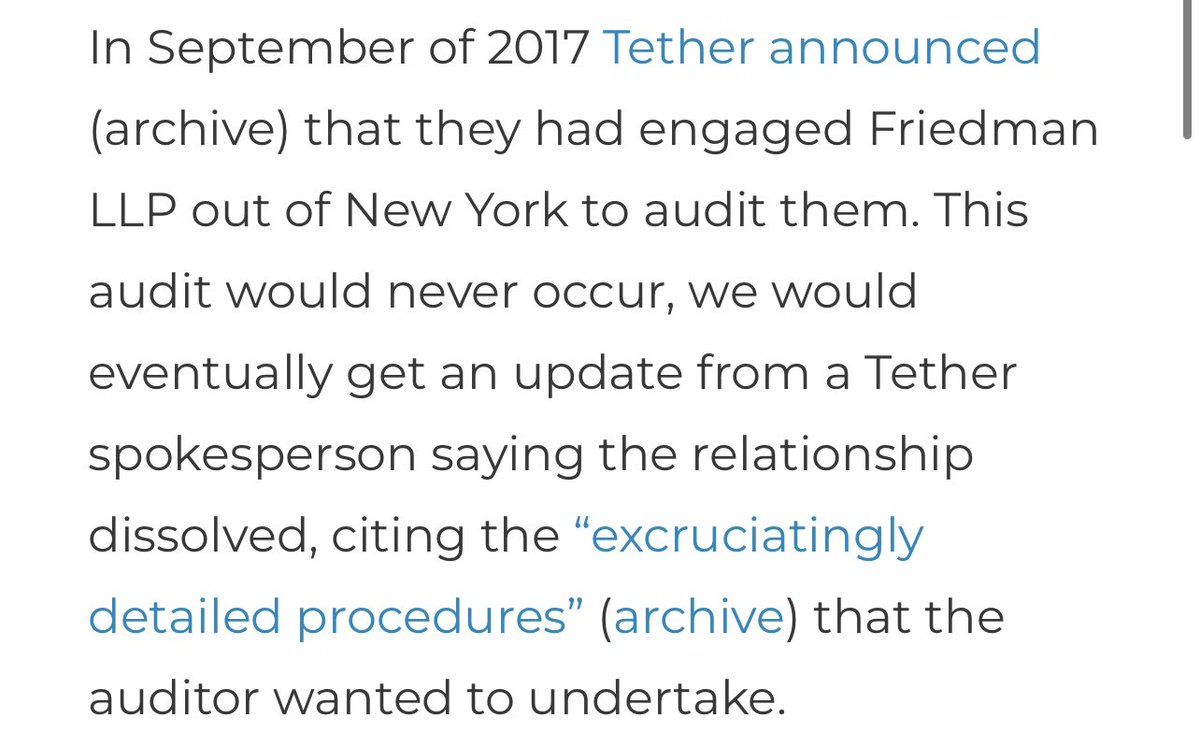 In September of 2017 Tether announced
(archive) that they had engaged Friedman
LLP out of New York to audit them. This
audit would never occur, we would
eventually get an update from a Tether
spokesperson saying the relationship
dissolved, citing the “excruciatingly
detailed procedures” (archive) that the
auditor wanted to undertake.